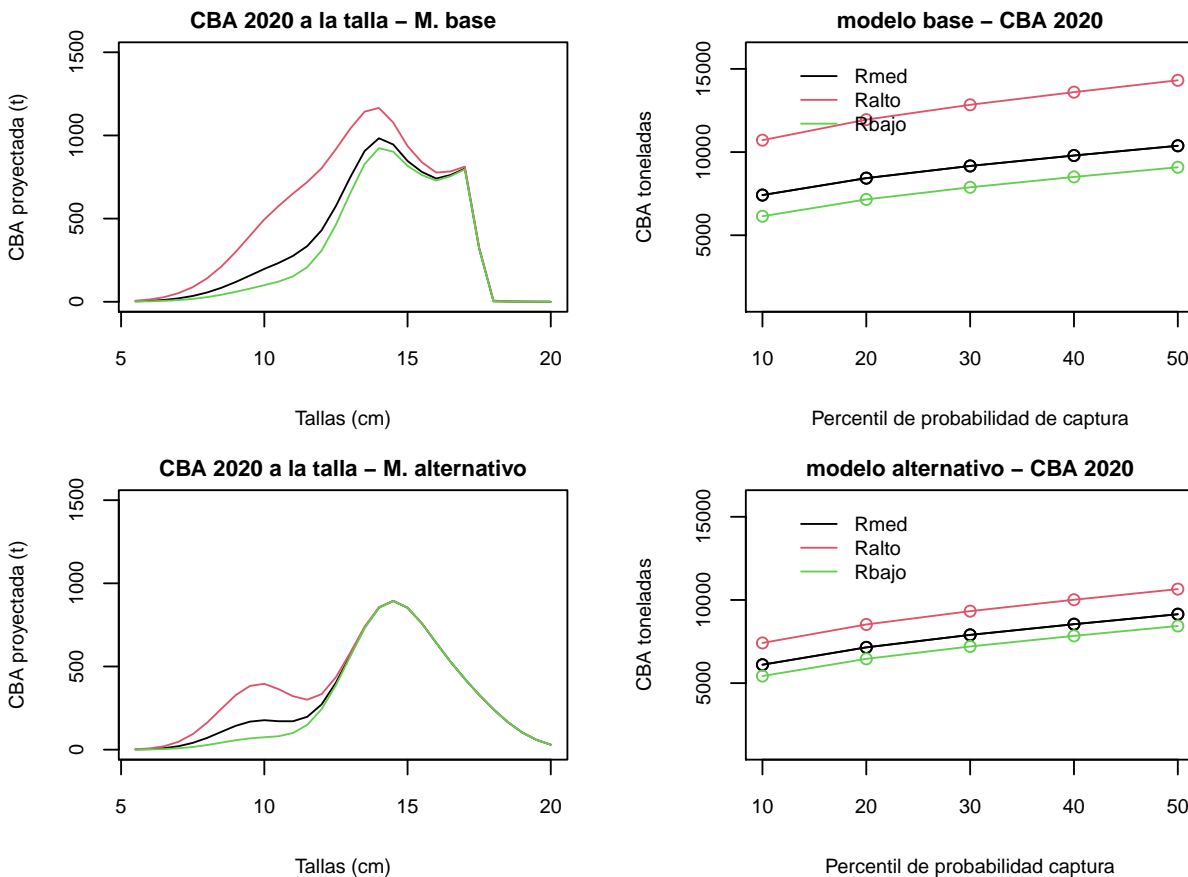 CBA 2020 a la talla – M. base
CBA proyectada (t)
0 500 1000 1500
5 10 15 20
Tallas (cm)
modelo base – CBA 2020
CBA toneladas
5000 10000 15000
Rmed
Ralto
Rbajo
10 20 30 40 50
Percentil de probabilidad de captura
CBA 2020 a la talla – M. alternativo
CBA proyectada (t)
0 500 1000 1500
5 10 15 20
Tallas (cm)
modelo alternativo – CBA 2020
CBA toneladas
5000 10000 15000
Rmed
Ralto
Rbajo
10 20 30 40 50
Percentil de probabilidad captura